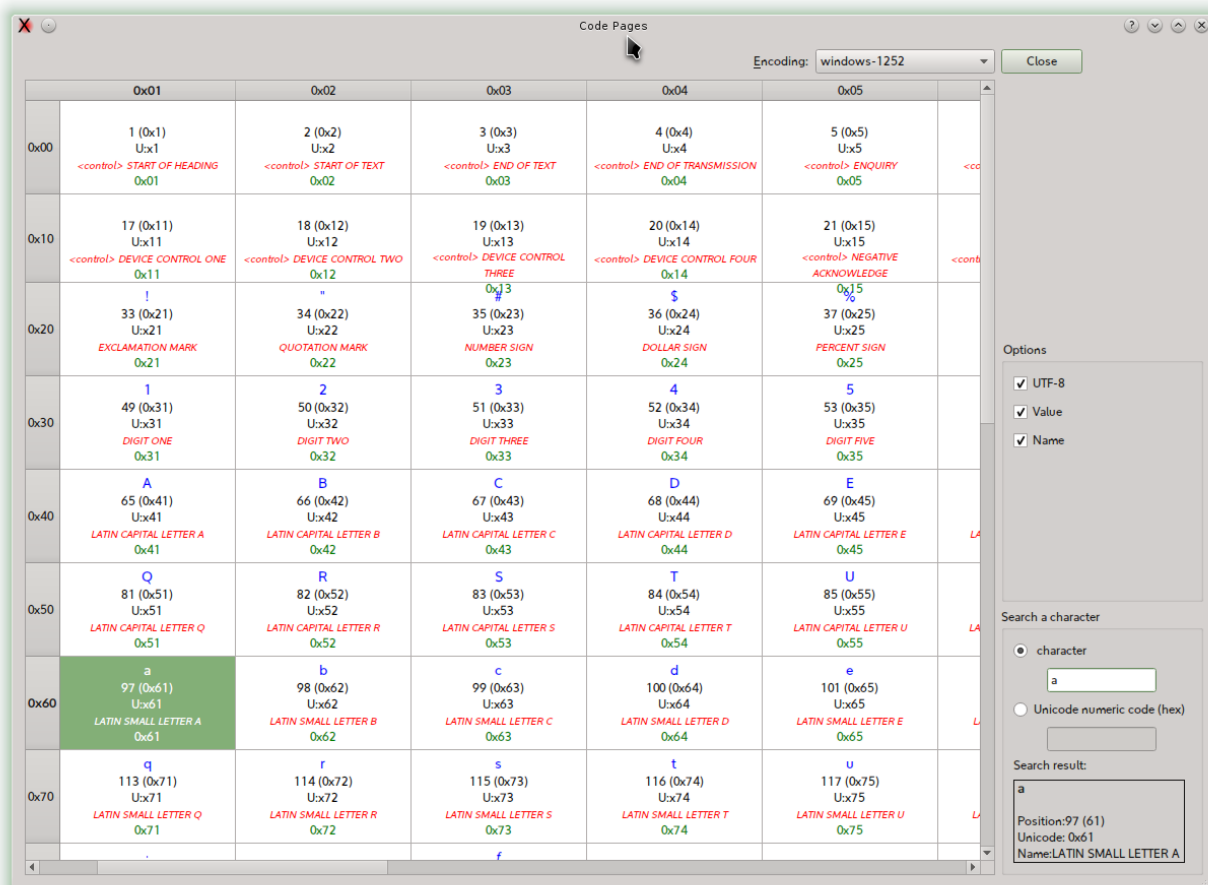 Code Pages
Encoding: windows-1252 Close
0x01 0x02 0x03 0x04 0x05
0x00
1 (0x1) 2 (0x2) 3 (0x3) 4 (0x4) 5 (0x5)
U:x1 U:x2 U:x3 U:x4 U:x5
<control> START OF HEADING <control> START OF TEXT <control> END OF TEXT <control> END OF TRANSMISSION <control> ENQUIRY <cc
0x01 0x02 0x03 0x04 0x05
0x10
17 (0x11) 18 (0x12) 19 (0x13) 20 (0x14) 21 (0x15)
U:x11 U:x12 U:x13 U:x14 U:x15
<control> DEVICE CONTROL ONE <control> DEVICE CONTROL TWO <control> DEVICE CONTROL THREE <control> DEVICE CONTROL FOUR <control> NEGATIVE ACKNOWLEDGE <conti
0x11 0x12 0x13 0x14 0x15
0x20
! " # $ %
33 (0x21) 34 (0x22) 35 (0x23) 36 (0x24) 37 (0x25)
U:x21 U:x22 U:x23 U:x24 U:x25
EXCLAMATION MARK QUOTATION MARK NUMBER SIGN DOLLAR SIGN PERCENT SIGN
0x21 0x22 0x23 0x24 0x25
0x30
1 2 3 4 5
49 (0x31) 50 (0x32) 51 (0x33) 52 (0x34) 53 (0x35)
U:x31 U:x32 U:x33 U:x34 U:x35
DIGIT ONE DIGIT TWO DIGIT THREE DIGIT FOUR DIGIT FIVE
0x31 0x32 0x33 0x34 0x35
0x40
A B C D E
65 (0x41) 66 (0x42) 67 (0x43) 68 (0x44) 69 (0x45)
U:x41 U:x42 U:x43 U:x44 U:x45
LATIN CAPITAL LETTER A LATIN CAPITAL LETTER B LATIN CAPITAL LETTER C LATIN CAPITAL LETTER D LATIN CAPITAL LETTER E LA
0x41 0x42 0x43 0x44 0x45
0x50
Q R S T U
81 (0x51) 82 (0x52) 83 (0x53) 84 (0x54) 85 (0x55)
U:x51 U:x52 U:x53 U:x54 U:x55
LATIN CAPITAL LETTER Q LATIN CAPITAL LETTER R LATIN CAPITAL LETTER S LATIN CAPITAL LETTER T LATIN CAPITAL LETTER U LA
0x51 0x52 0x53 0x54 0x55
0x60
a b c d e
97 (0x61) 98 (0x62) 99 (0x63) 100 (0x64) 101 (0x65)
U:x61 U:x62 U:x63 U:x64 U:x65
LATIN SMALL LETTER A LATIN SMALL LETTER B LATIN SMALL LETTER C LATIN SMALL LETTER D LATIN SMALL LETTER E L
0x61 0x62 0x63 0x64 0x65
0x70
q r s t u
113 (0x71) 114 (0x72) 115 (0x73) 116 (0x74) 117 (0x75)
U:x71 U:x72 U:x73 U:x74 U:x75
LATIN SMALL LETTER Q LATIN SMALL LETTER R LATIN SMALL LETTER S LATIN SMALL LETTER T LATIN SMALL LETTER U L
0x71 0x72 0x73 0x74 0x75
Options
UTF-8
Value
Name
Search a character
character
a
Unicode numeric code (hex)
Search result:
a
Position:97 (61)
Unicode: 0x61
Name:LATIN SMALL LETTER A